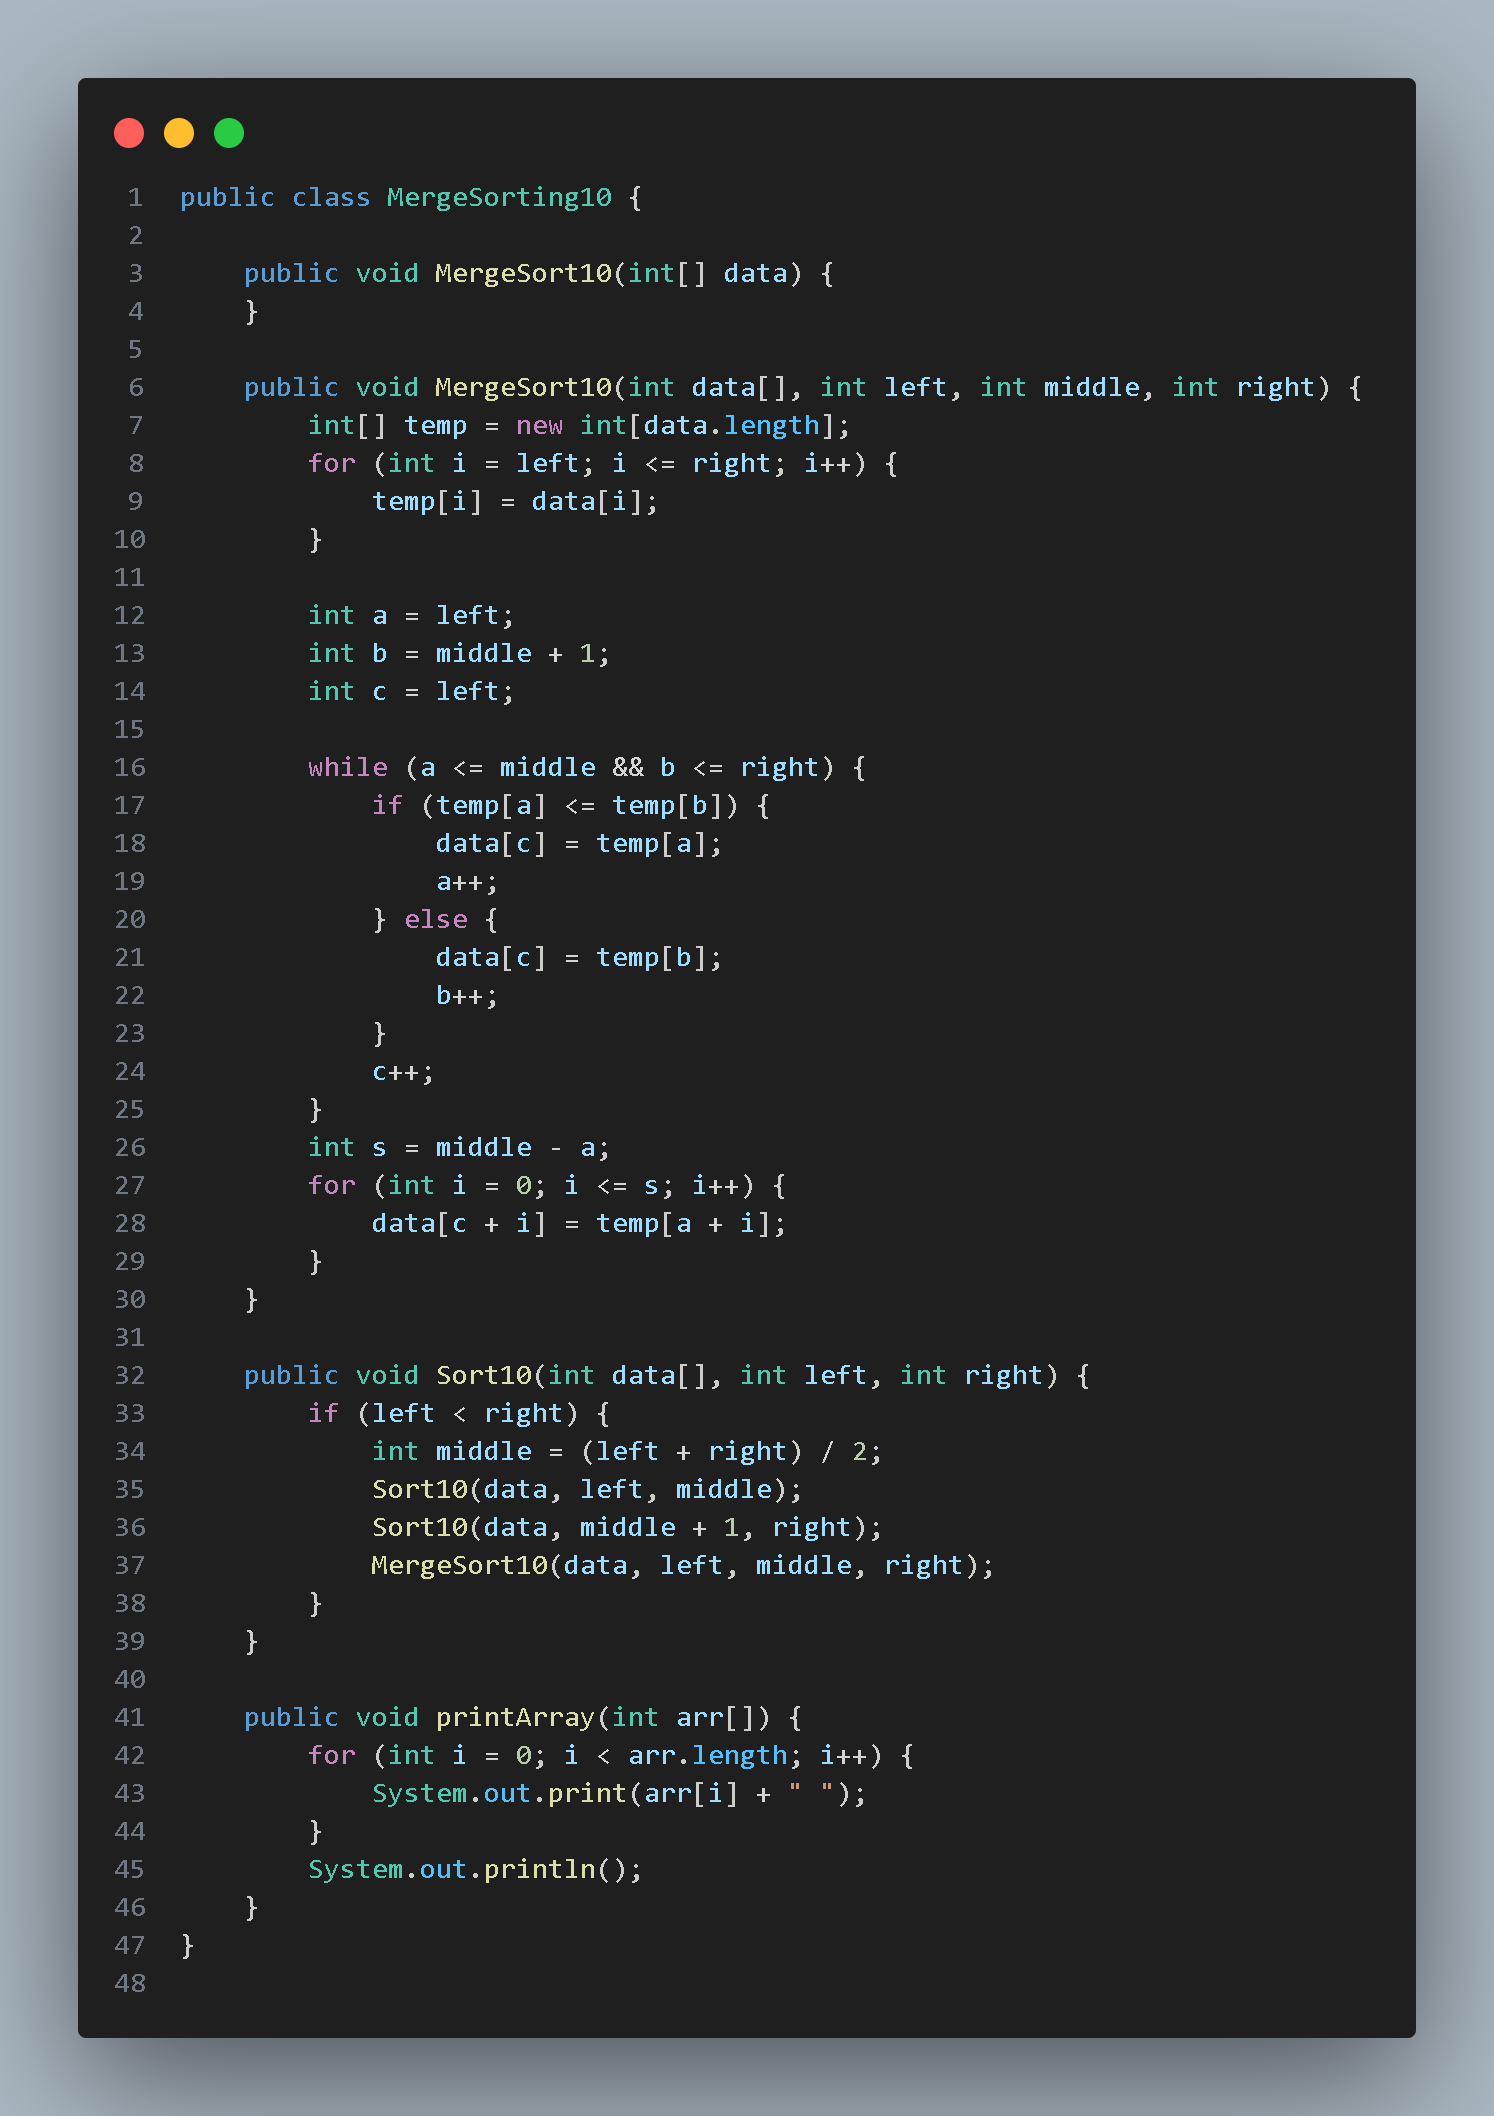 1 public class MergeSorting10 {
2
3     public void MergeSort10(int[] data) {
4     }
5
6     public void MergeSort10(int data[], int left, int middle, int right) {
7         int[] temp = new int[data.length];
8         for (int i = left; i <= right; i++) {
9             temp[i] = data[i];
10         }
11
12         int a = left;
13         int b = middle + 1;
14         int c = left;
15
16         while (a <= middle && b <= right) {
17             if (temp[a] <= temp[b]) {
18                 data[c] = temp[a];
19                 a++;
20             } else {
21                 data[c] = temp[b];
22                 b++;
23             }
24             c++;
25         }
26         int s = middle - a;
27         for (int i = 0; i <= s; i++) {
28             data[c + i] = temp[a + i];
29         }
30     }
31
32     public void Sort10(int data[], int left, int right) {
33         if (left < right) {
34             int middle = (left + right) / 2;
35             Sort10(data, left, middle);
36             Sort10(data, middle + 1, right);
37             MergeSort10(data, left, middle, right);
38         }
39     }
40
41     public void printArray(int arr[]) {
42         for (int i = 0; i < arr.length; i++) {
43             System.out.print(arr[i] + " ");
44         }
45         System.out.println();
46     }
47 }
48